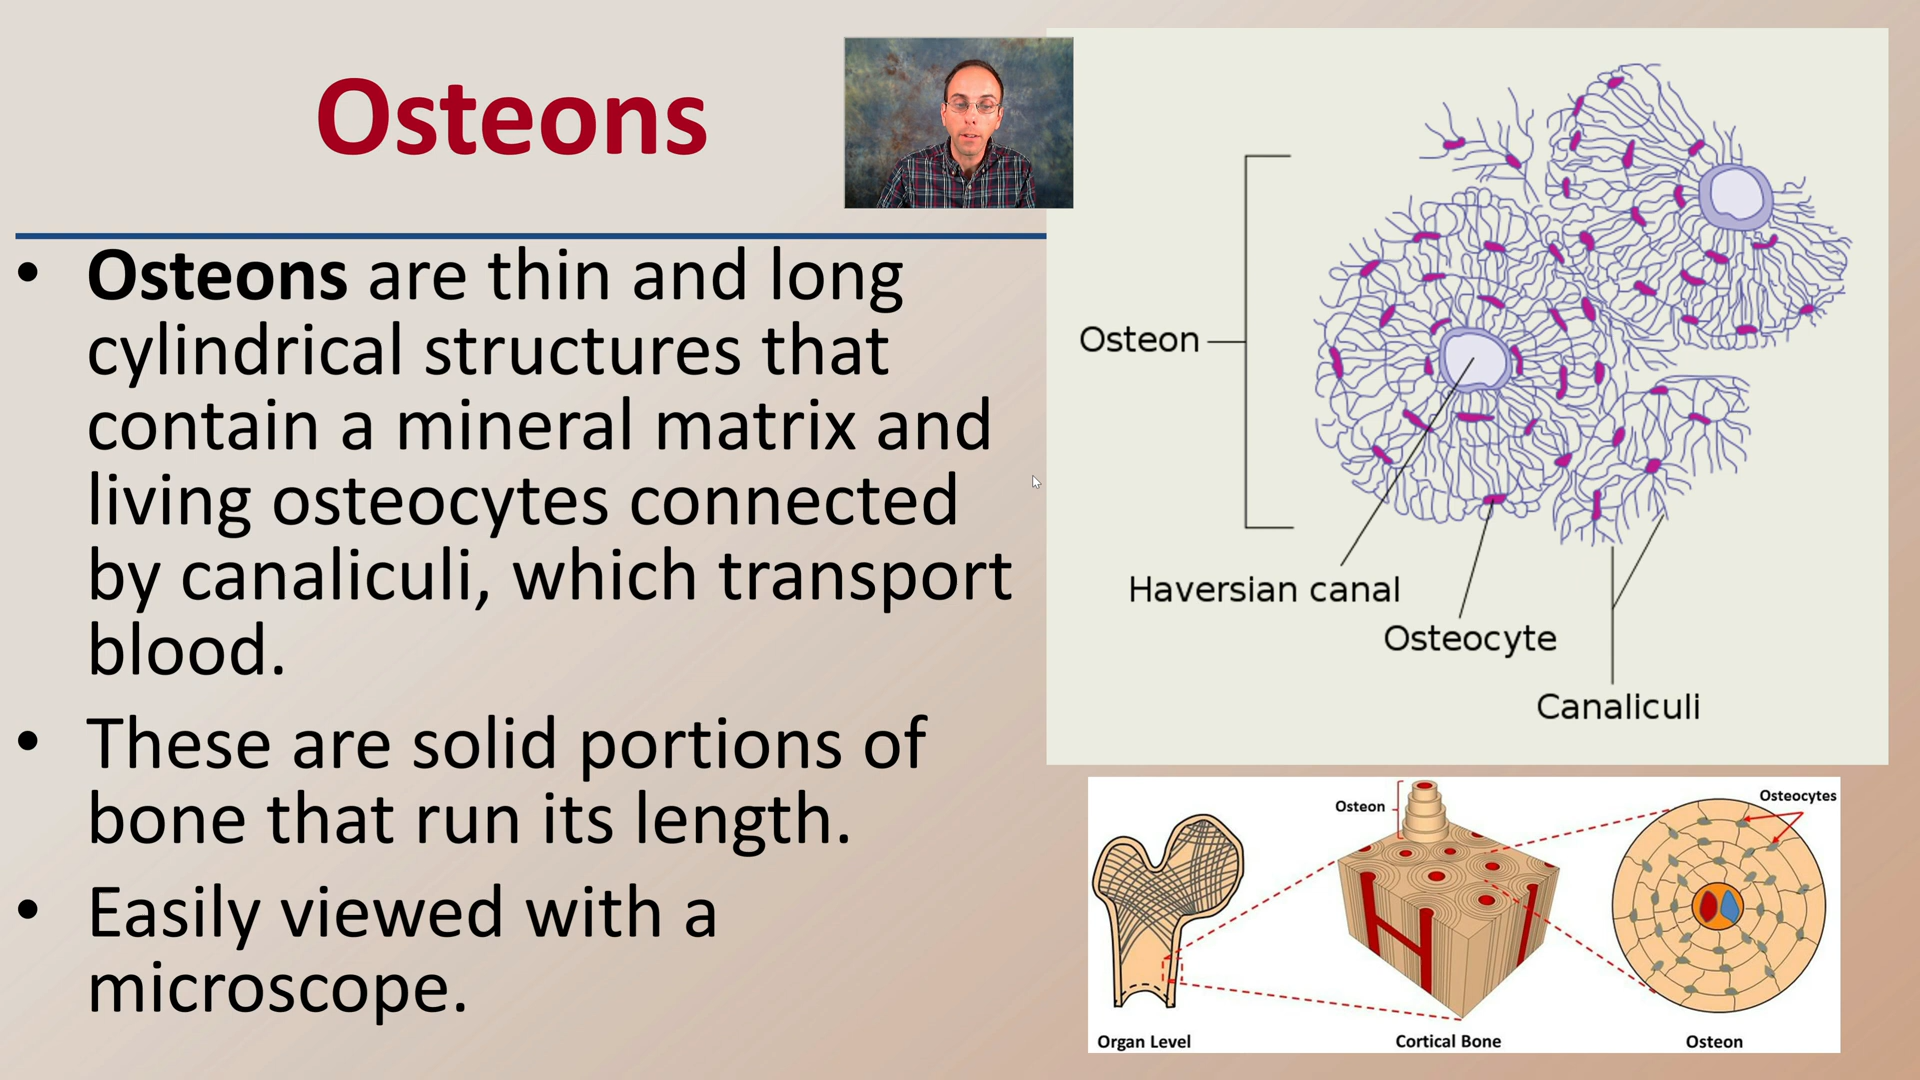 Osteons
• Osteons are thin and long
cylindrical structures that
contain a mineral matrix and
living osteocytes connected
by canaliculi, which transport
blood.
• These are solid portions of
bone that run its length.
• Easily viewed with a
microscope.
Osteon
Haversian canal
Osteocyte
Canaliculi
Osteon
Osteocytes
Organ Level
Cortical Bone
Osteon